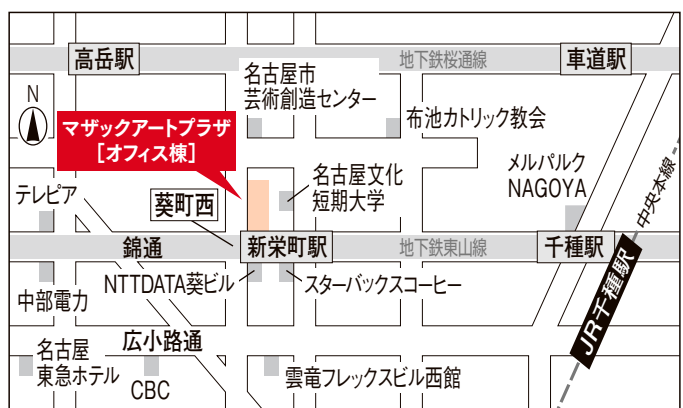 高岳駅
地下鉄桜通線
車道駅
名古屋市
芸術創造センター
N
マザックアートプラザ
［オフィス棟］
布池カトリック教会
メルパルク
NAGOYA
中央本線
テレピア
葵町西
名古屋文化
短期大学
錦通
新栄町駅
地下鉄東山線
千種駅
JR千種駅
NTTDATA葵ビル
スターバックスコーヒー
中部電力
広小路通
名古屋
東急ホテル
CBC
雲竜フレックスビル西館